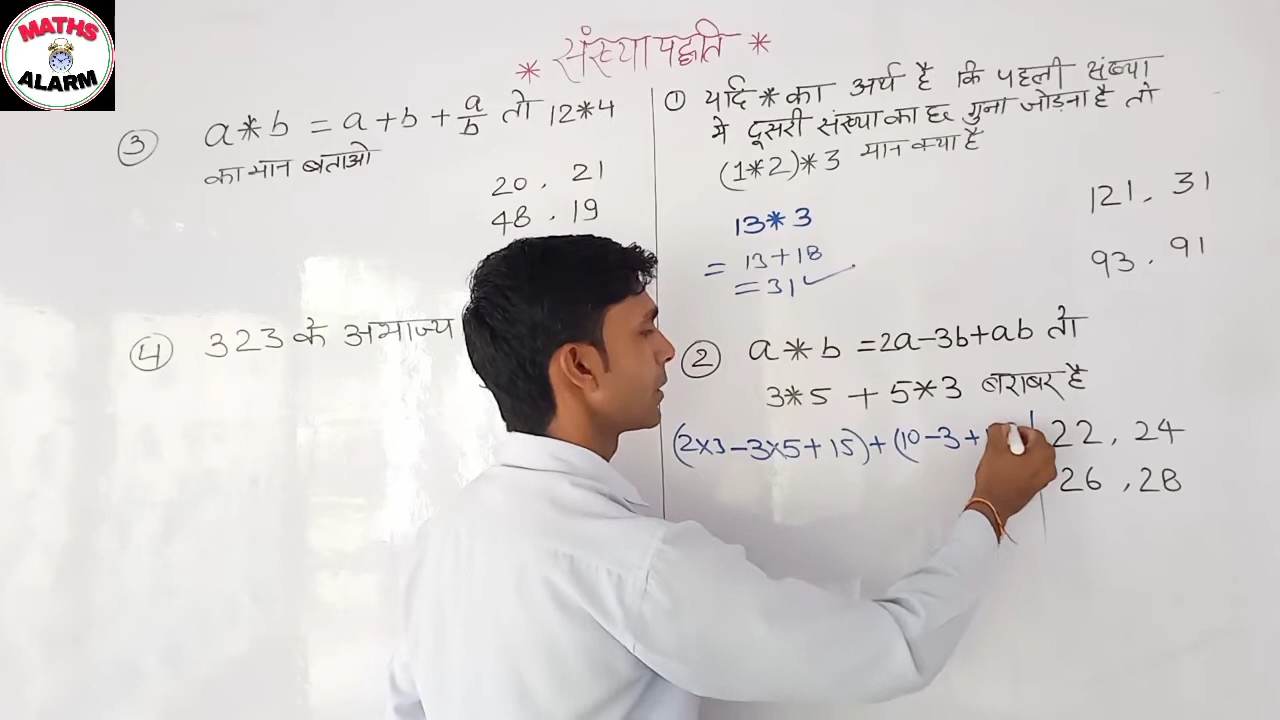 MATHS
ALARM
* संख्या पद्धति *
③ a*b = a+b+a/b तो 12*4
का मान बताओ
20, 21
48, 19
④ 323 के अभाज्य
① यदि * का अर्थ है कि पहली संख्या
मे दूसरी संख्या का छः गुना जोड़ना है तो
(1*2)*3 मान क्या है
13*3
= 13+18
= 31 ✓
121, 31
93, 91
② a*b = 2a-3b+ab तो
3*5 + 5*3 बराबर है
(2×3-3×5+15)+(10-3+
22, 24
26, 28